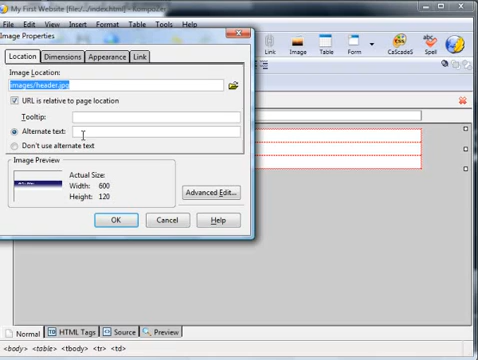 My First Website [file:/.../index.html] - KompoZer
File Edit View Insert Format Table Tools Help
Image Properties
Link Image Table Form CaScadeS Spell
Location Dimensions Appearance Link
Image Location:
images/header.jpg
URL is relative to page location
Tooltip:
Alternate text:
Don't use alternate text
Image Preview
Actual Size:
Width: 600
Height: 120
Advanced Edit...
OK Cancel Help
Normal HTML Tags Source Preview
<body> <table> <tbody> <tr> <td>